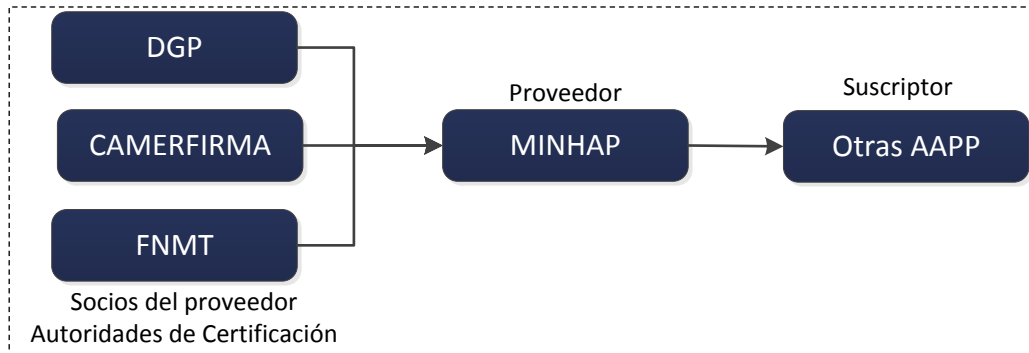 DGP
CAMERFIRMA
FNMT
Socios del proveedor
Autoridades de Certificación
Proveedor
MINHAP
Suscriptor
Otras AAPP